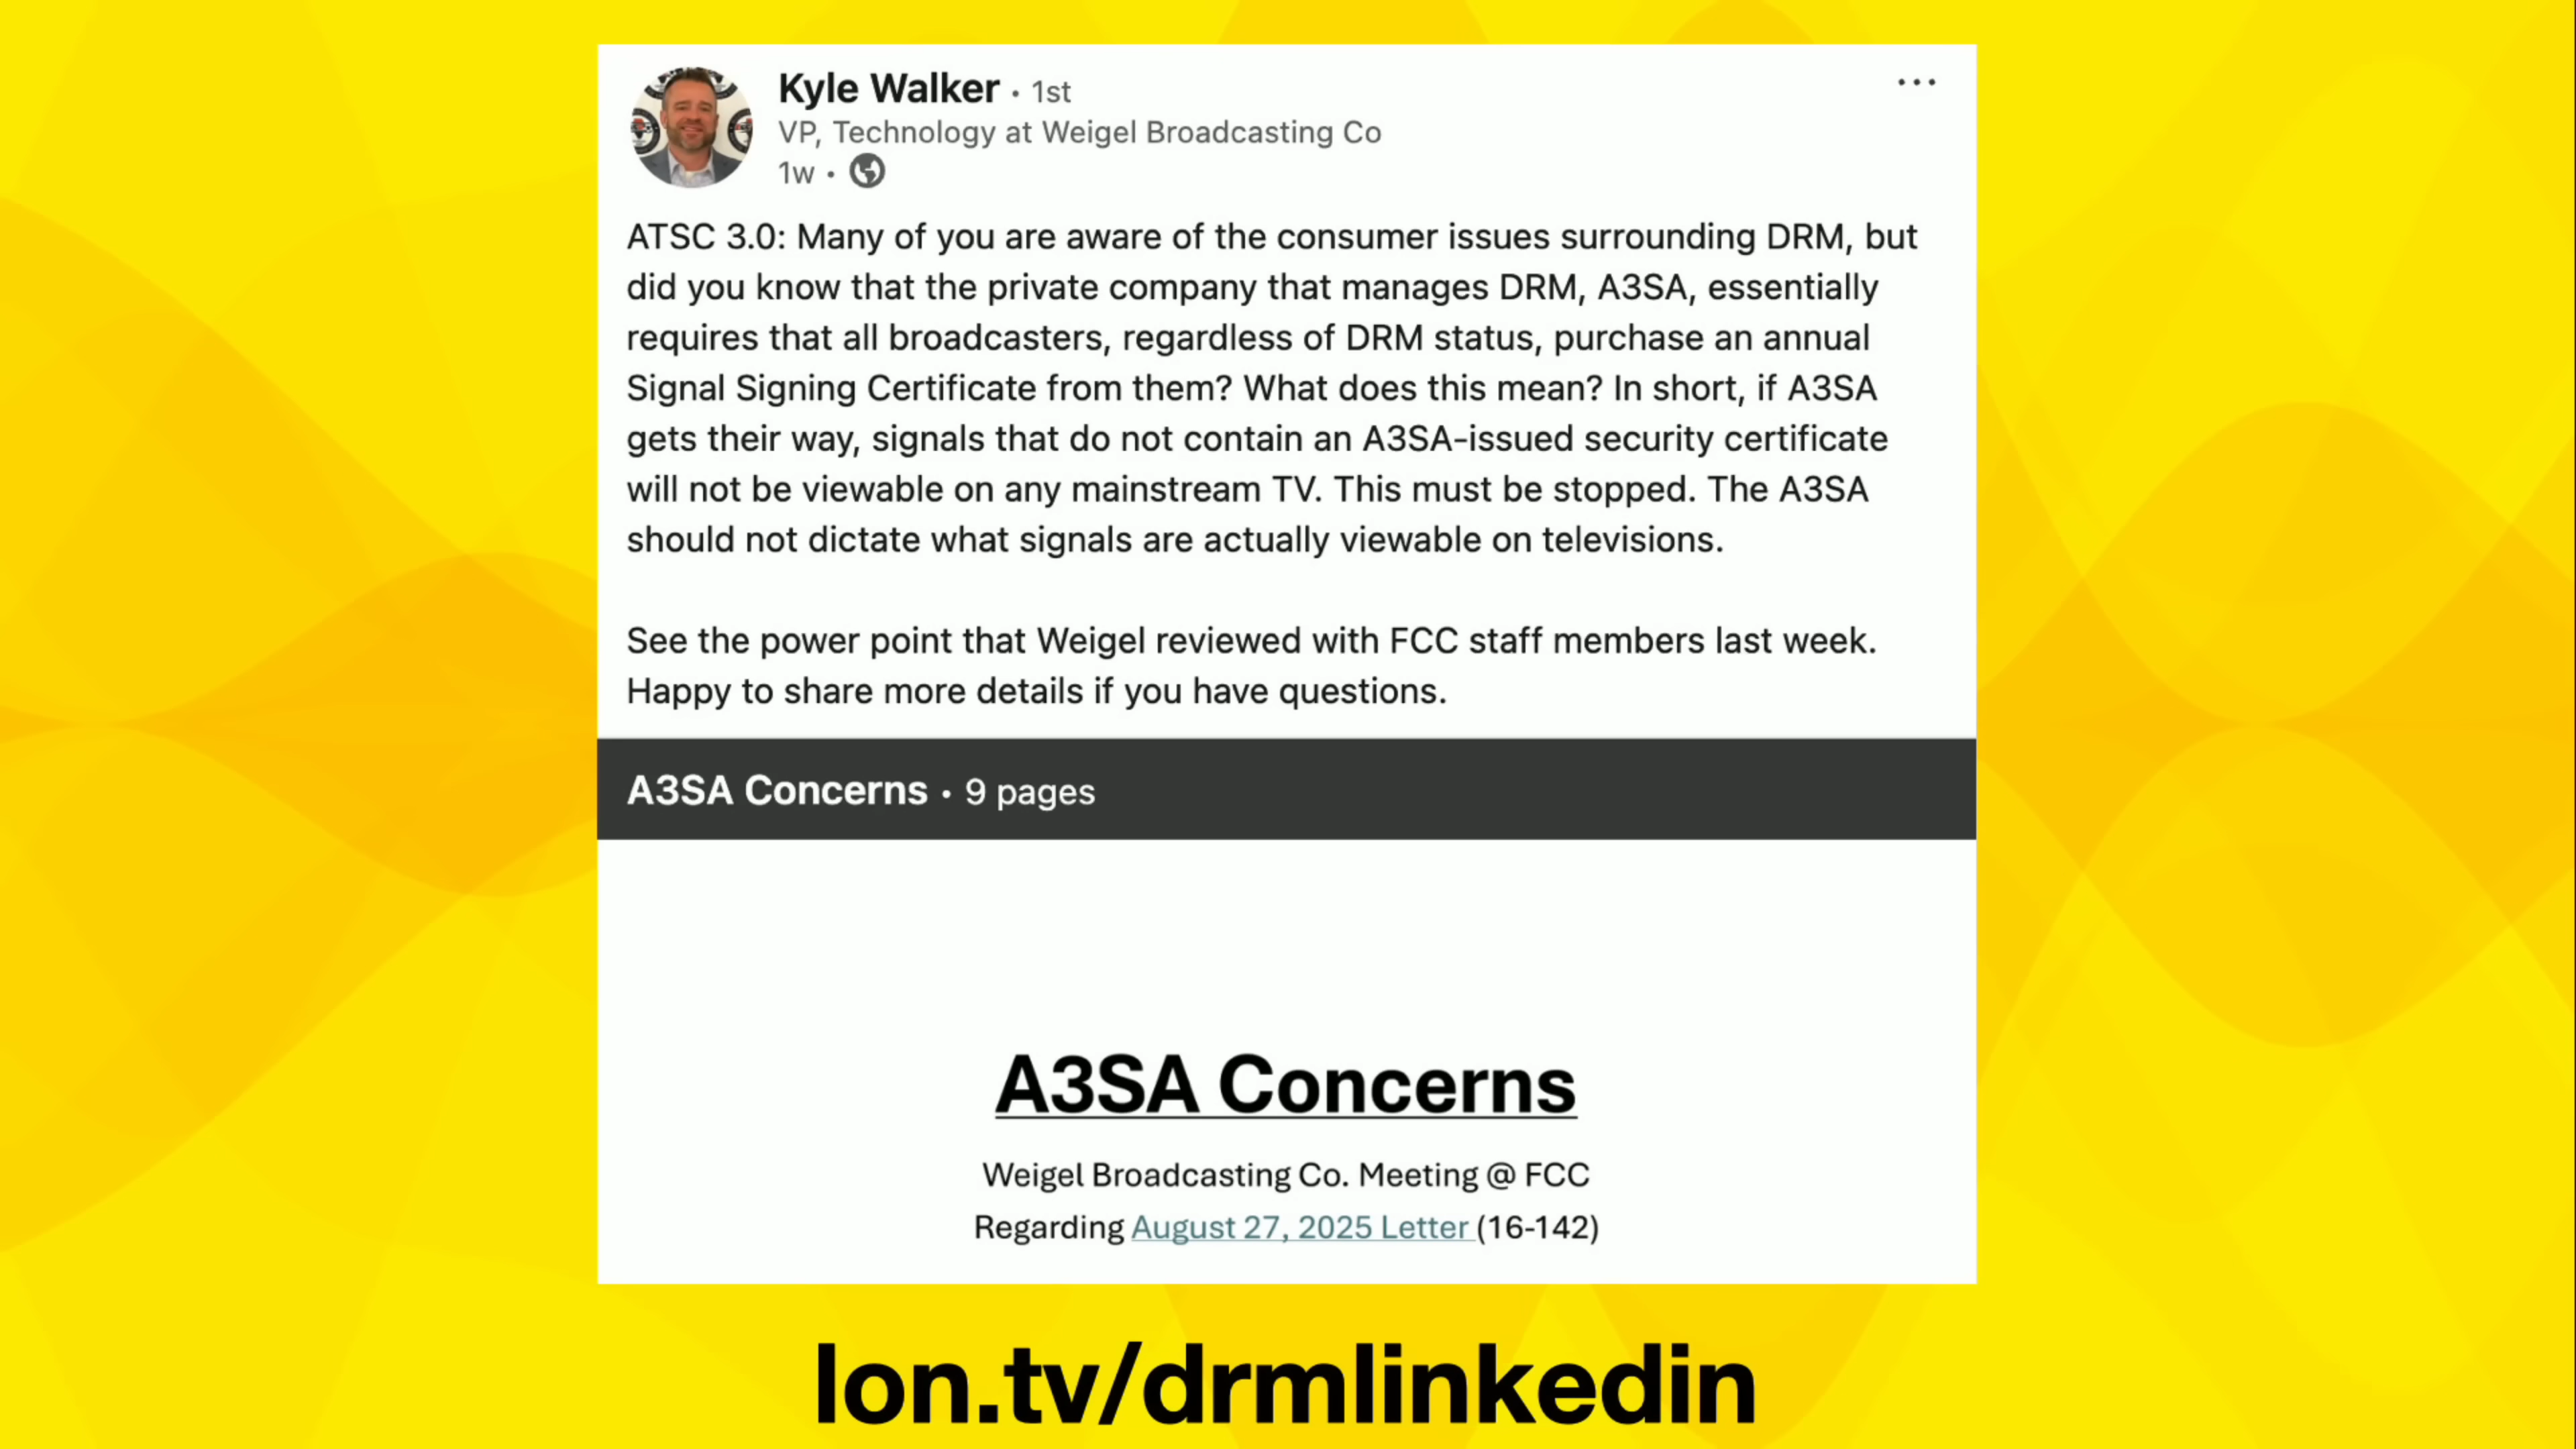 Kyle Walker • 1st
VP, Technology at Weigel Broadcasting Co
1w •
ATSC 3.0: Many of you are aware of the consumer issues surrounding DRM, but
did you know that the private company that manages DRM, A3SA, essentially
requires that all broadcasters, regardless of DRM status, purchase an annual
Signal Signing Certificate from them? What does this mean? In short, if A3SA
gets their way, signals that do not contain an A3SA-issued security certificate
will not be viewable on any mainstream TV. This must be stopped. The A3SA
should not dictate what signals are actually viewable on televisions.
See the power point that Weigel reviewed with FCC staff members last week.
Happy to share more details if you have questions.
A3SA Concerns • 9 pages
A3SA Concerns
Weigel Broadcasting Co. Meeting @ FCC
Regarding August 27, 2025 Letter (16-142)
lon.tv/drmlinkedin